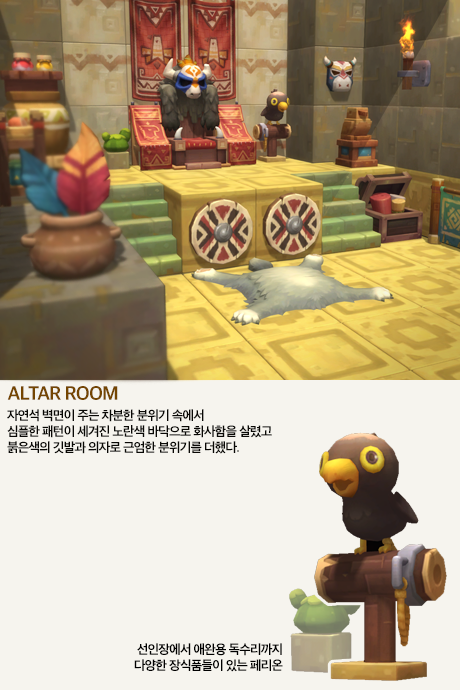 ALTAR ROOM
자연석 벽면이 주는 차분한 분위기 속에서
심플한 패턴이 세겨진 노란색 바닥으로 화사함을 살렸고
붉은색의 깃발과 의자로 근엄한 분위기를 더했다.
선인장에서 애완용 독수리까지
다양한 장식품들이 있는 페리온